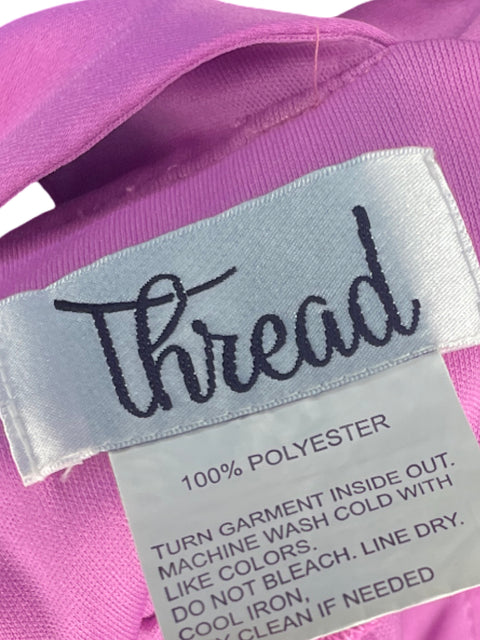 Thread
100% POLYESTER
TURN GARMENT INSIDE OUT.
MACHINE WASH COLD WITH
LIKE COLORS.
DO NOT BLEACH. LINE DRY.
COOL IRON.
CLEAN IF NEEDED